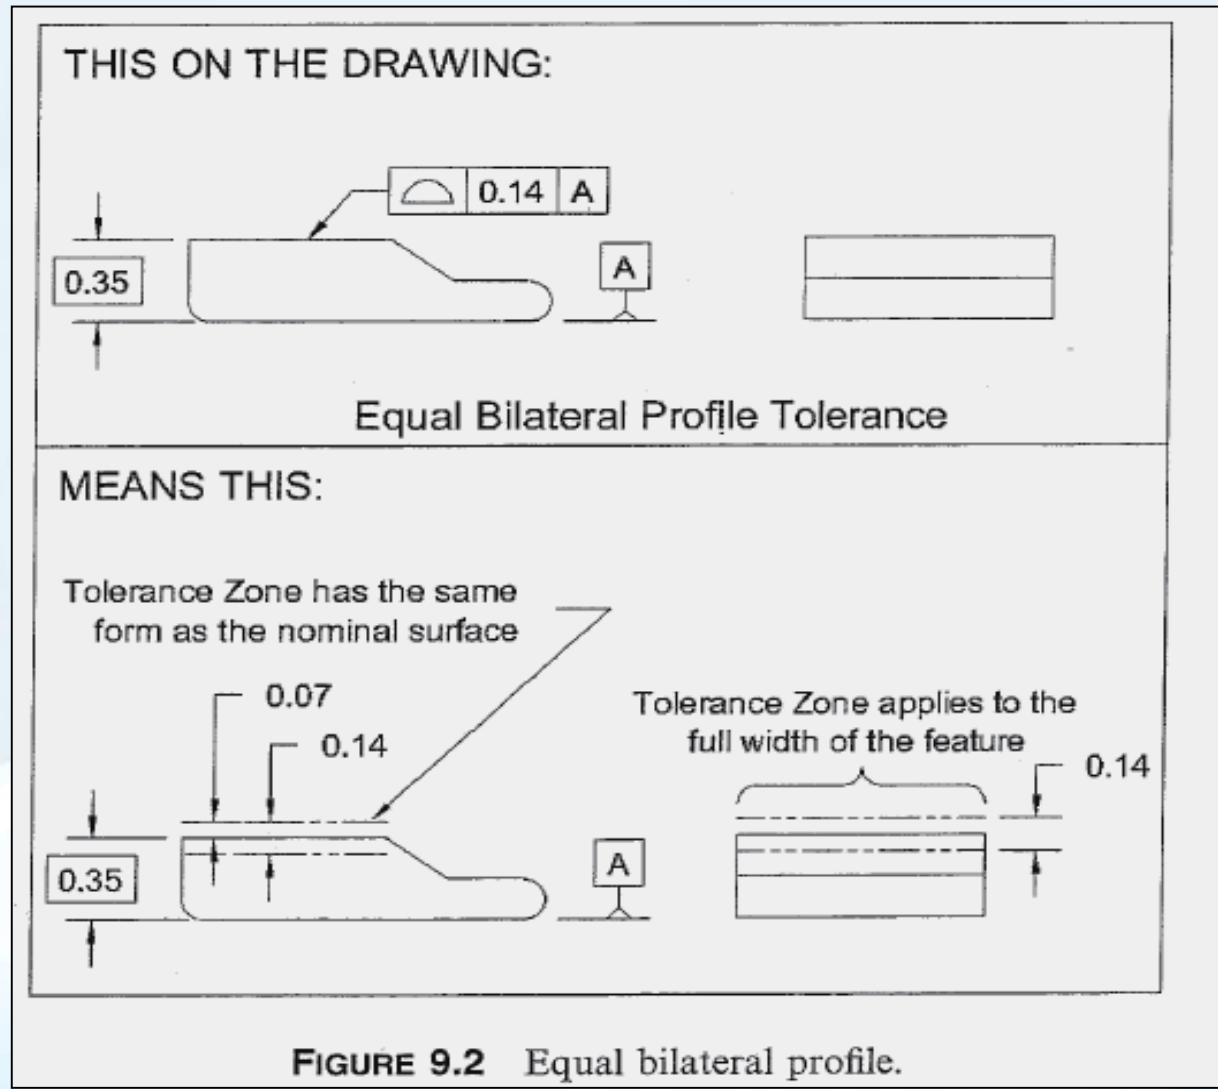 THIS ON THE DRAWING:
0.14 A
0.35
A
Equal Bilateral Profile Tolerance
MEANS THIS:
Tolerance Zone has the same
form as the nominal surface
0.07
0.14
Tolerance Zone applies to the
full width of the feature
0.14
0.35
A
FIGURE 9.2 Equal bilateral profile.